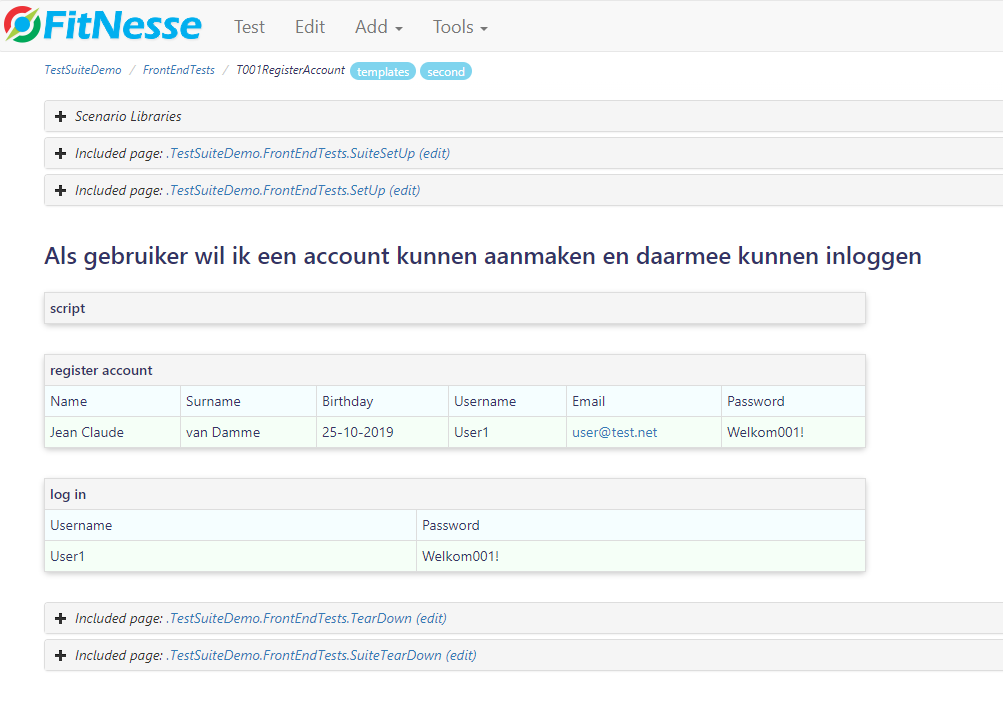 FitNesse Test Edit Add Tools
TestSuiteDemo / FrontEndTests / T001RegisterAccount templates second
Scenario Libraries
Included page: .TestSuiteDemo.FrontEndTests.SuiteSetUp (edit)
Included page: .TestSuiteDemo.FrontEndTests.SetUp (edit)
Als gebruiker wil ik een account kunnen aanmaken en daarmee kunnen inloggen
script
register account
Name Surname Birthday Username Email Password
Jean Claude van Damme 25-10-2019 User1 user@test.net Welkom001!
log in
Username Password
User1 Welkom001!
Included page: .TestSuiteDemo.FrontEndTests.TearDown (edit)
Included page: .TestSuiteDemo.FrontEndTests.SuiteTearDown (edit)